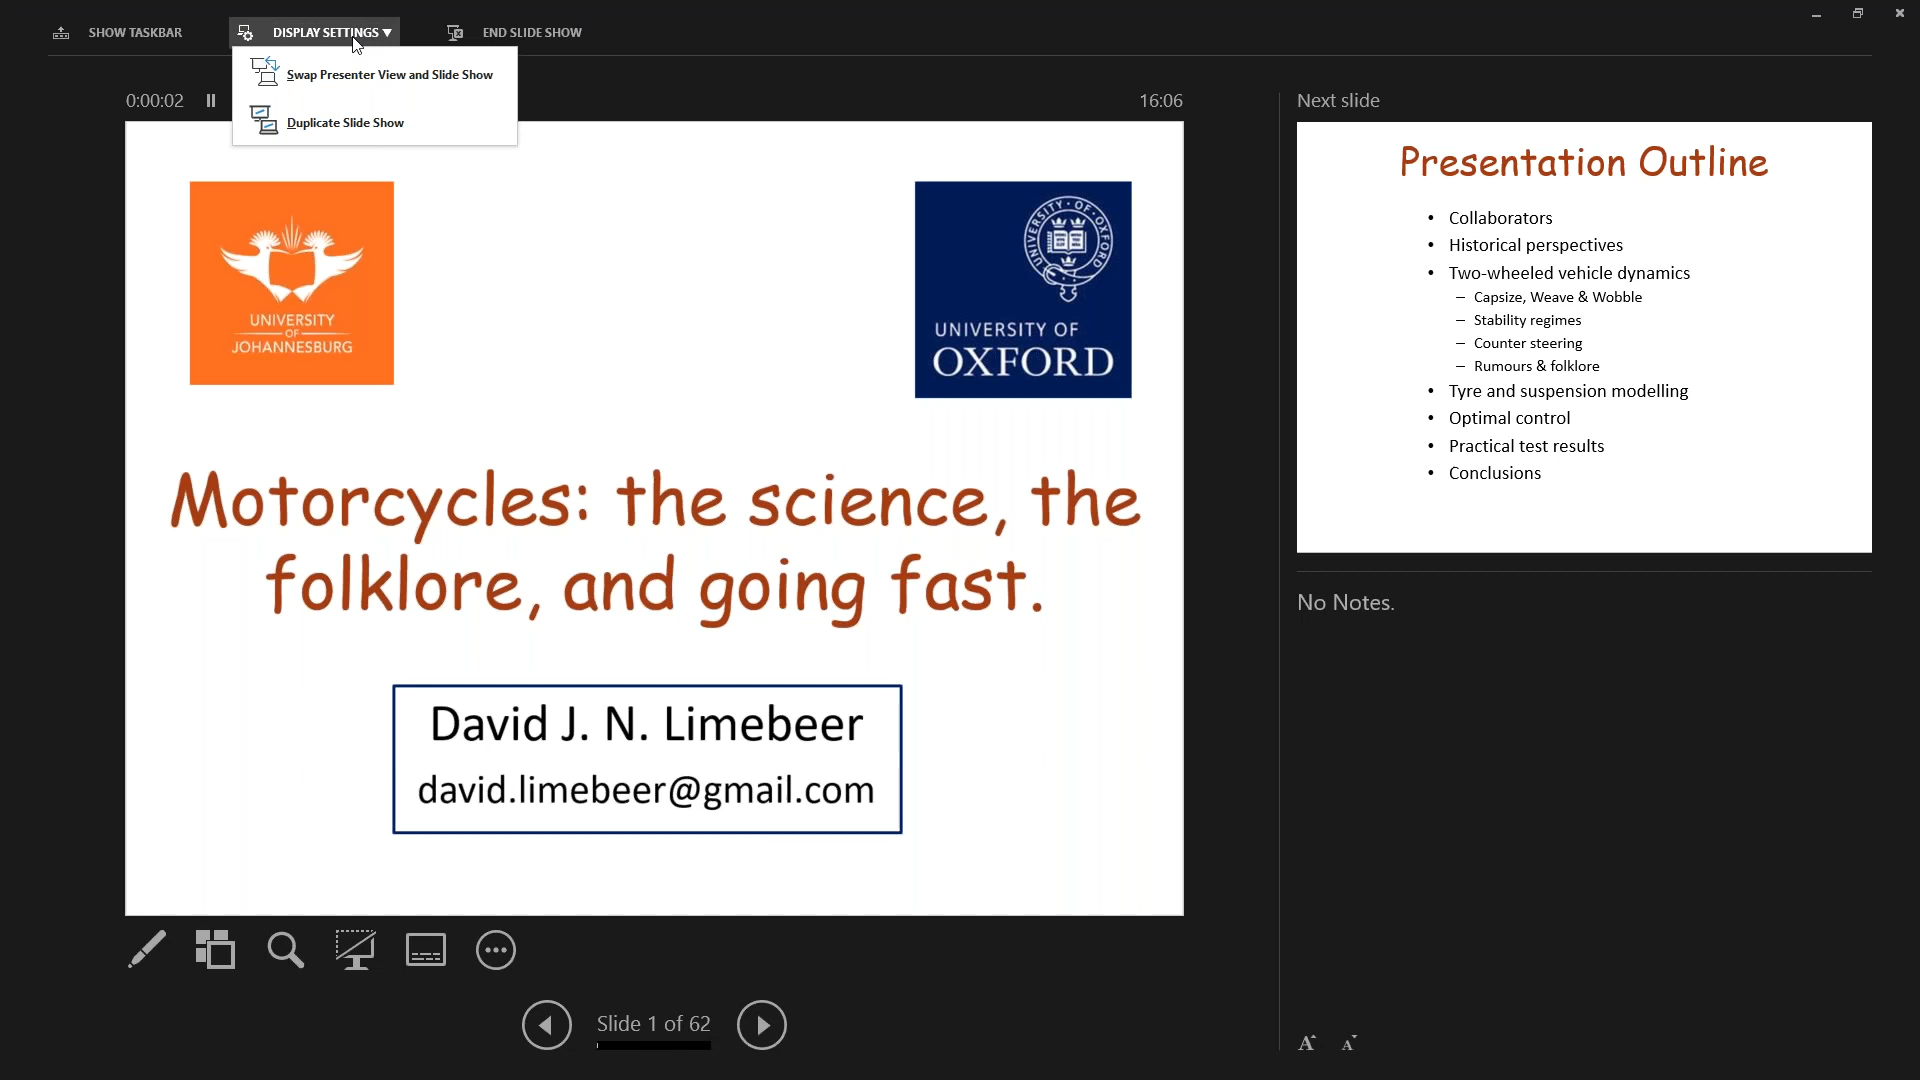 SHOW TASKBAR
DISPLAY SETTINGS ▼
END SLIDE SHOW
Swap Presenter View and Slide Show
Duplicate Slide Show
0:00:02
16:06
UNIVERSITY
OF
JOHANNESBURG
UNIVERSITY OF OXFORD
UNIVERSITY OF
OXFORD
Motorcycles: the science, the
folklore, and going fast.
David J. N. Limebeer
david.limebeer@gmail.com
Slide 1 of 62
Next slide
Presentation Outline
• Collaborators
• Historical perspectives
• Two-wheeled vehicle dynamics
– Capsize, Weave & Wobble
– Stability regimes
– Counter steering
– Rumours & folklore
• Tyre and suspension modelling
• Optimal control
• Practical test results
• Conclusions
No Notes.
A A